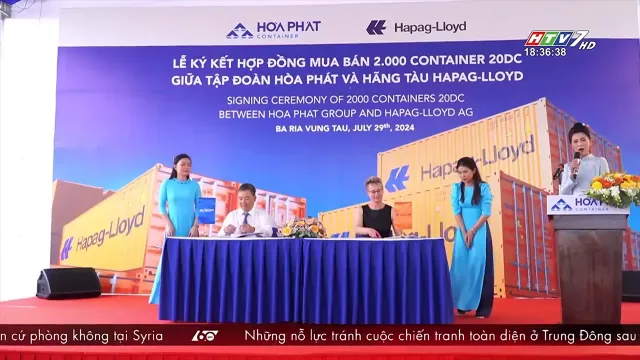 HOA PHAT
CONTAINER
Hapag-Lloyd
HTV7 HD
18:36:38
LỄ KÝ KẾT HỢP ĐỒNG MUA BÁN 2.000 CONTAINER 20DC
GIỮA TẬP ĐOÀN HÒA PHÁT VÀ HÃNG TÀU HAPAG-LLOYD
SIGNING CEREMONY OF 2000 CONTAINERS 20DC
BETWEEN HOA PHAT GROUP AND HAPAG-LLOYD AG
BA RIA VUNG TAU, JULY 29th, 2024
Hapag-Lloyd
Hapag-Lloyd
HOA PHAT
CONTAINER
n cứ phòng không tại Syria
60
Những nỗ lực tránh cuộc chiến tranh toàn diện ở Trung Đông sau